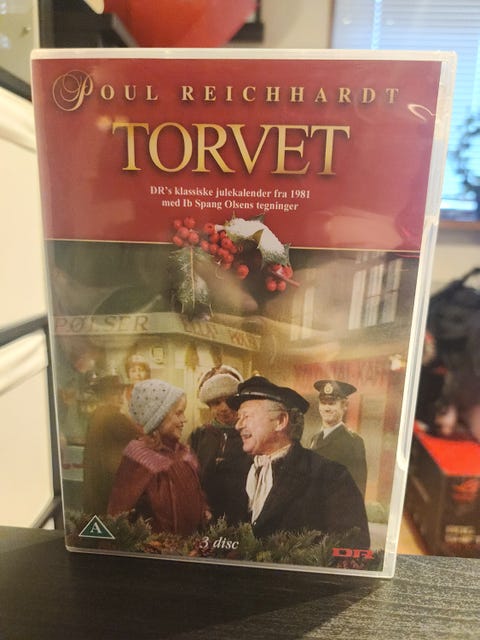 POUL REICHHARDT
TORVET
DR's klassiske julekalender fra 1981
med Ib Spang Olsens tegninger
PØLSER
A
3 disc
DR